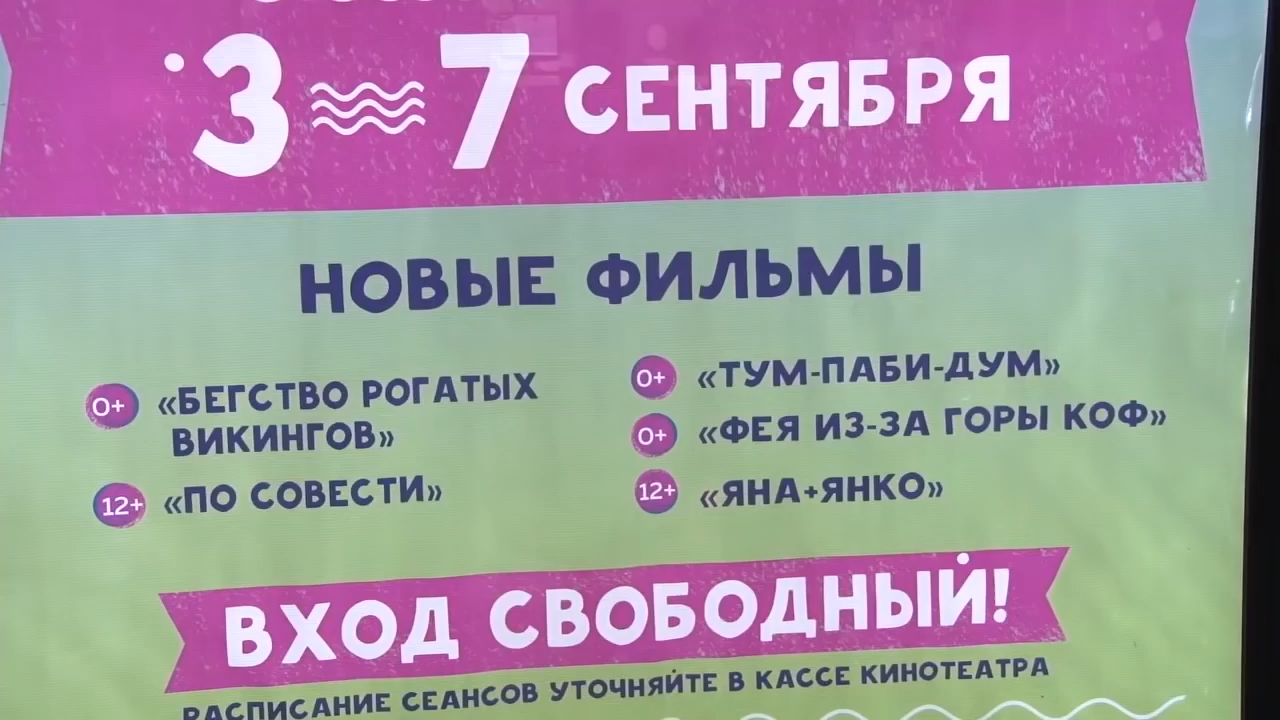 3 7 СЕНТЯБРЯ
НОВЫЕ ФИЛЬМЫ
0+ «БЕГСТВО РОГАТЫХ
ВИКИНГОВ»
12+ «ПО СОВЕСТИ»
0+ «ТУМ-ПАБИ-ДУМ»
0+ «ФЕЯ ИЗ-ЗА ГОРЫ КОФ»
12+ «ЯНА+ЯНКО»
ВХОД СВОБОДНЫЙ!
РАСПИСАНИЕ СЕАНСОВ УТОЧНЯЙТЕ В КАССЕ КИНОТЕАТРА